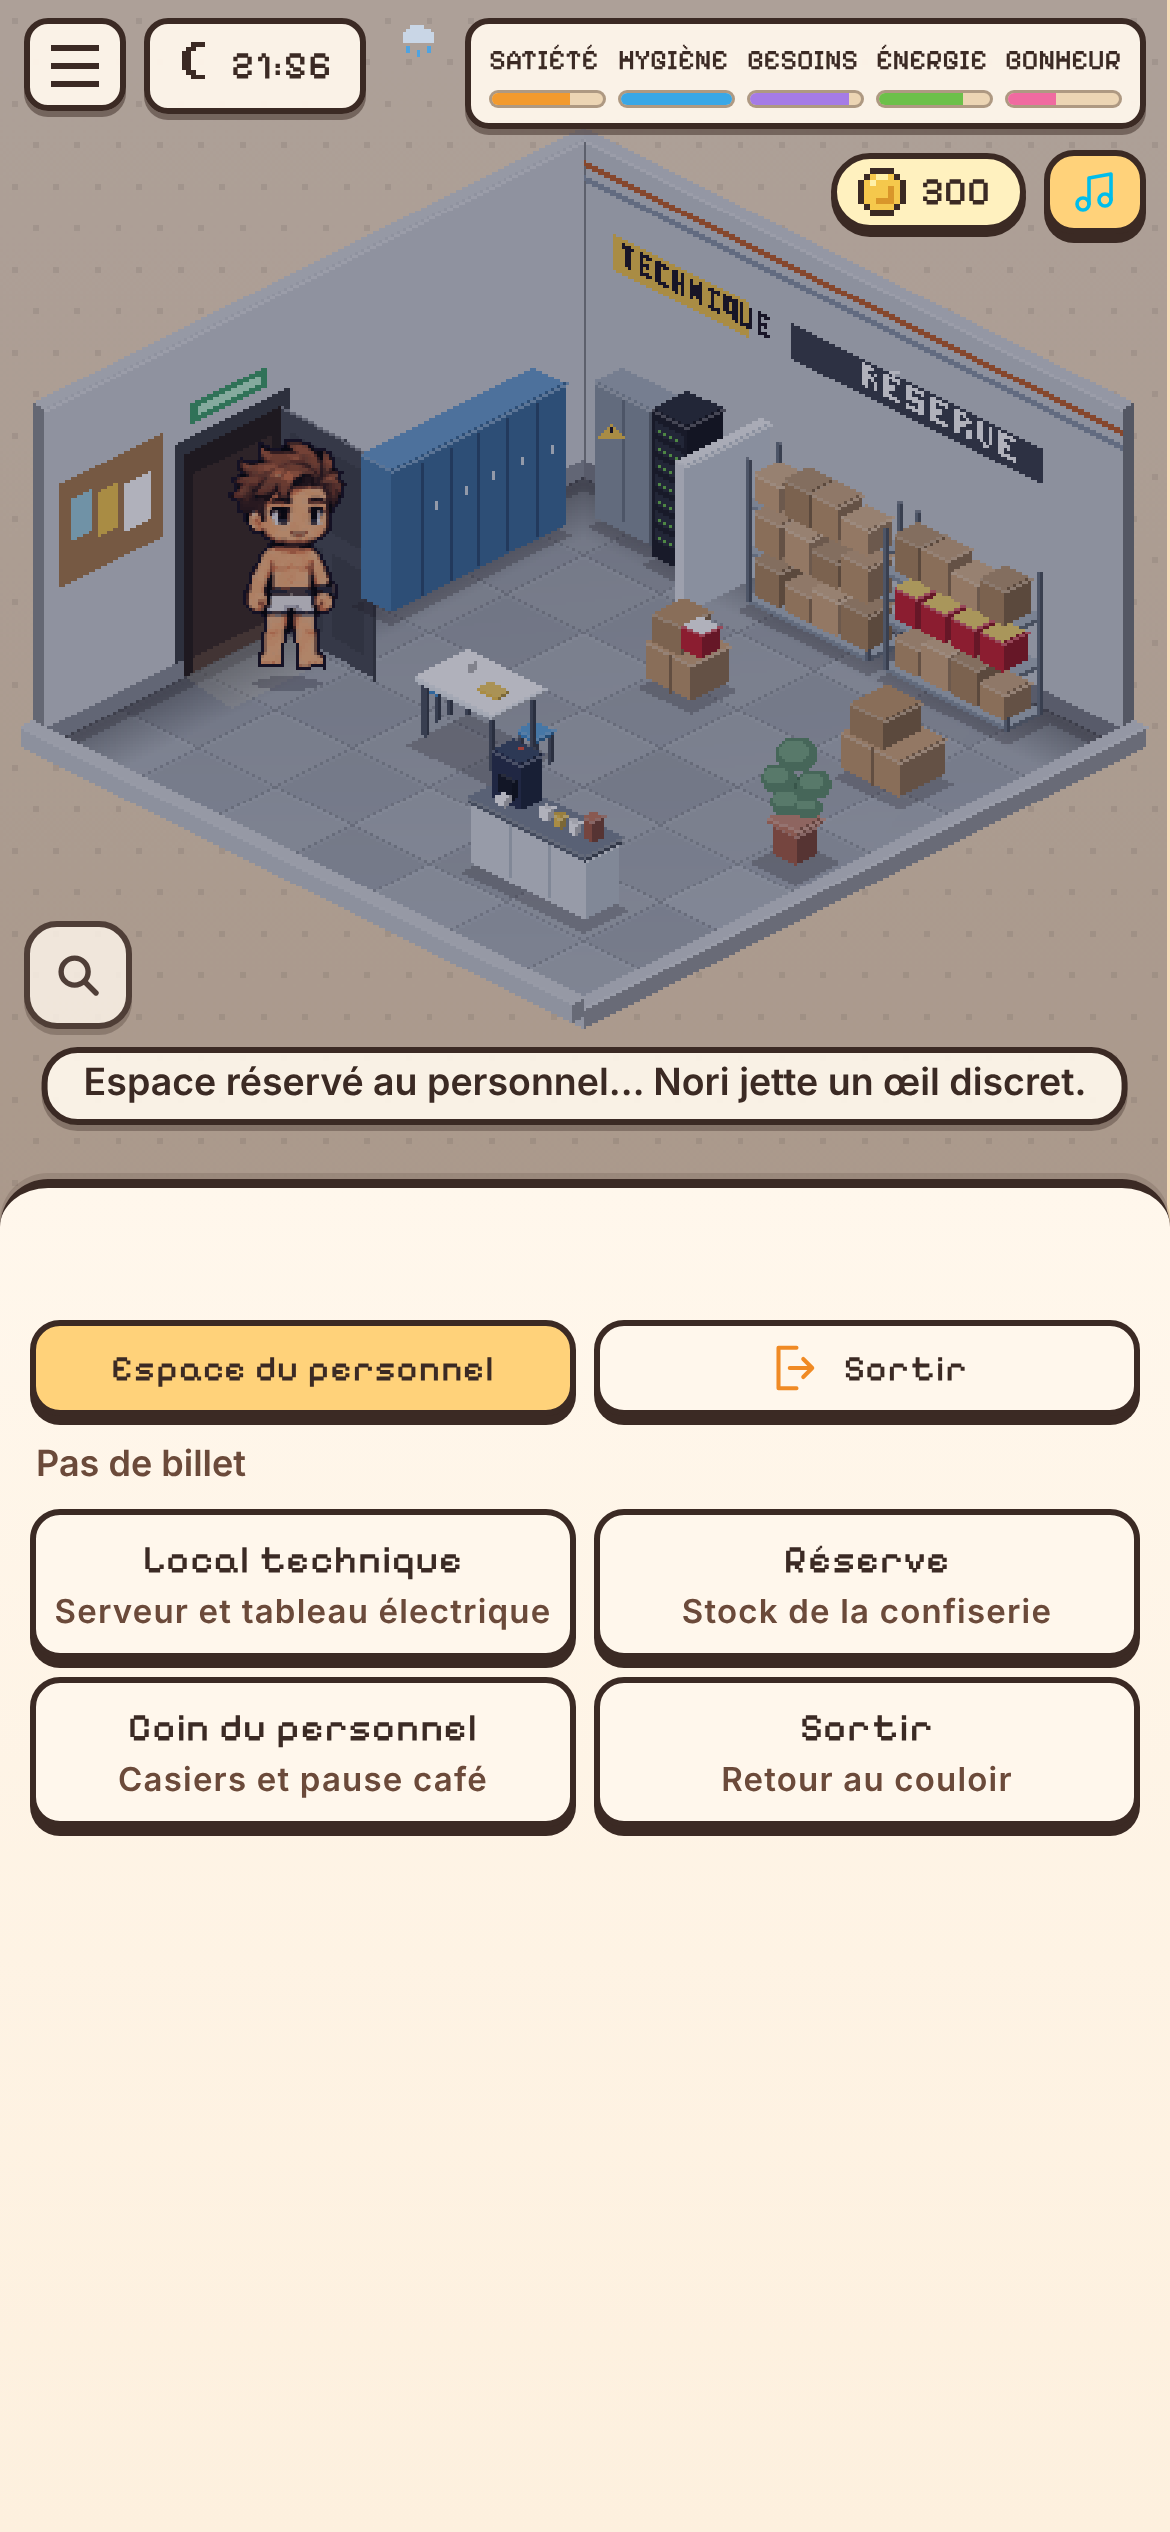 21:56
SATIÉTÉ HYGIÈNE BESOINS ÉNERGIE BONHEUR
300
TECHNIQUE
RÉSERVE
Espace réservé au personnel... Nori jette un œil discret.
Espace du personnel
Sortir
Pas de billet
Local technique
Serveur et tableau électrique
Réserve
Stock de la confiserie
Coin du personnel
Casiers et pause café
Sortir
Retour au couloir